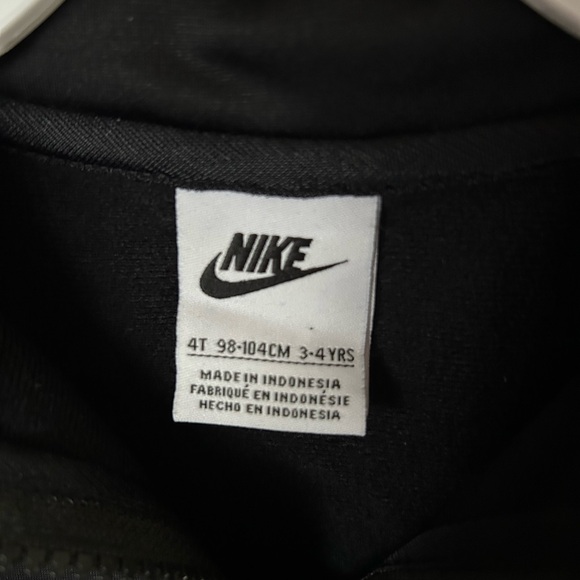 NIKE
4T 98-104CM 3-4YRS
MADE IN INDONESIA
FABRIQUÉ EN INDONÉSIE
HECHO EN INDONESIA